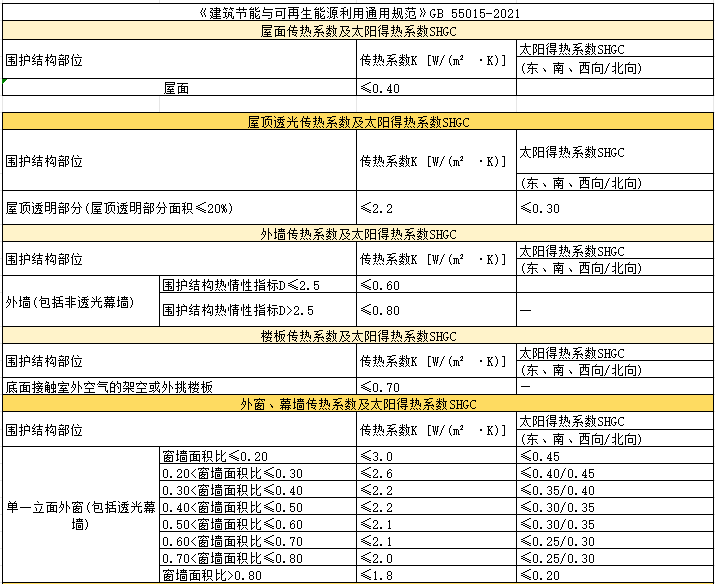 《建筑节能与可再生能源利用通用规范》GB 55015-2021
屋面传热系数及太阳得热系数SHGC
围护结构部位 传热系数K [W/(m² ·K)] 太阳得热系数SHGC
(东、南、西向/北向)
屋面 ≤0.40
屋顶透光传热系数及太阳得热系数SHGC
围护结构部位 传热系数K [W/(m² ·K)] 太阳得热系数SHGC
(东、南、西向/北向)
屋顶透明部分(屋顶透明部分面积≤20%) ≤2.2 ≤0.30
外墙传热系数及太阳得热系数SHGC
围护结构部位 传热系数K [W/(m² ·K)] 太阳得热系数SHGC
(东、南、西向/北向)
外墙(包括非透光幕墙) 围护结构热情性指标D≤2.5 ≤0.60
围护结构热情性指标D>2.5 ≤0.80 —
楼板传热系数及太阳得热系数SHGC
围护结构部位 传热系数K [W/(m² ·K)] 太阳得热系数SHGC
(东、南、西向/北向)
底面接触室外空气的架空或外挑楼板 ≤0.70 —
外窗、幕墙传热系数及太阳得热系数SHGC
围护结构部位 传热系数K [W/(m² ·K)] 太阳得热系数SHGC
(东、南、西向/北向)
单一立面外窗(包括透光幕墙) 窗墙面积比≤0.20 ≤3.0 ≤0.45
0.20<窗墙面积比≤0.30 ≤2.6 ≤0.40/0.45
0.30<窗墙面积比≤0.40 ≤2.2 ≤0.35/0.40
0.40<窗墙面积比≤0.50 ≤2.2 ≤0.30/0.35
0.50<窗墙面积比≤0.60 ≤2.1 ≤0.30/0.35
0.60<窗墙面积比≤0.70 ≤2.1 ≤0.25/0.30
0.70<窗墙面积比≤0.80 ≤2.0 ≤0.25/0.30
窗墙面积比>0.80 ≤1.8 ≤0.20